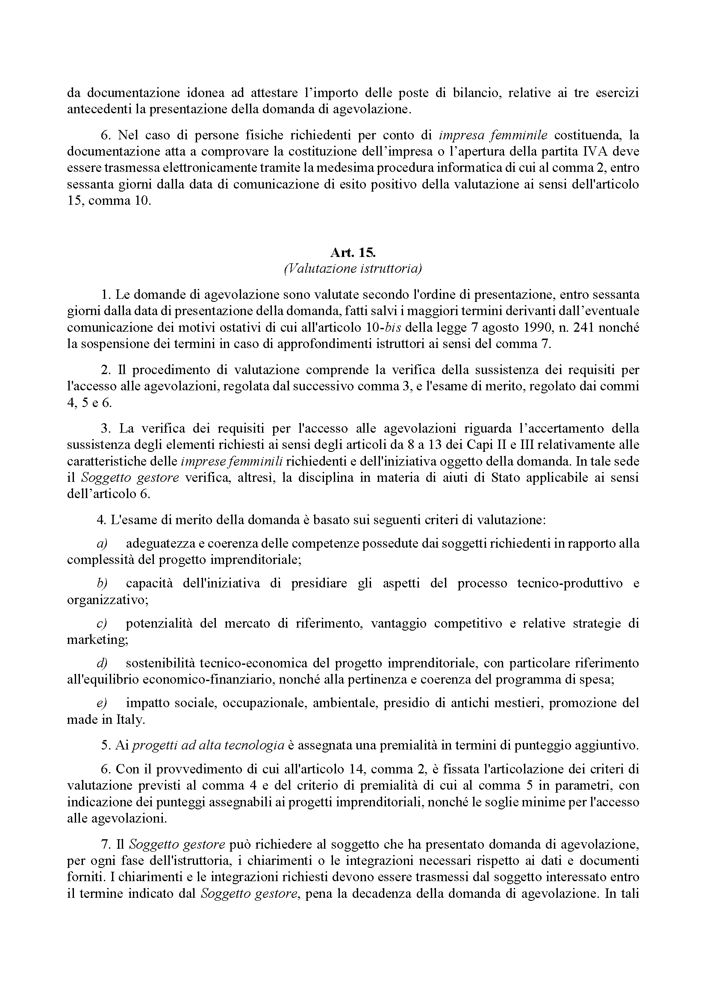 da documentazione idonea ad attestare l’importo delle poste di bilancio, relative ai tre esercizi
antecedenti la presentazione della domanda di agevolazione.
6. Nel caso di persone fisiche richiedenti per conto di impresa femminile costituenda, la
documentazione atta a comprovare la costituzione dell’impresa o l’apertura della partita IVA deve
essere trasmessa elettronicamente tramite la medesima procedura informatica di cui al comma 2, entro
sessanta giorni dalla data di comunicazione di esito positivo della valutazione ai sensi dell'articolo
15, comma 10.
Art. 15.
(Valutazione istruttoria)
1. Le domande di agevolazione sono valutate secondo l'ordine di presentazione, entro sessanta
giorni dalla data di presentazione della domanda, fatti salvi i maggiori termini derivanti dall’eventuale
comunicazione dei motivi ostativi di cui all'articolo 10-bis della legge 7 agosto 1990, n. 241 nonché
la sospensione dei termini in caso di approfondimenti istruttori ai sensi del comma 7.
2. Il procedimento di valutazione comprende la verifica della sussistenza dei requisiti per
l'accesso alle agevolazioni, regolata dal successivo comma 3, e l'esame di merito, regolato dai commi
4, 5 e 6.
3. La verifica dei requisiti per l'accesso alle agevolazioni riguarda l’accertamento della
sussistenza degli elementi richiesti ai sensi degli articoli da 8 a 13 dei Capi II e III relativamente alle
caratteristiche delle imprese femminili richiedenti e dell'iniziativa oggetto della domanda. In tale sede
il Soggetto gestore verifica, altresì, la disciplina in materia di aiuti di Stato applicabile ai sensi
dell’articolo 6.
4. L'esame di merito della domanda è basato sui seguenti criteri di valutazione:
a) adeguatezza e coerenza delle competenze possedute dai soggetti richiedenti in rapporto alla
complessità del progetto imprenditoriale;
b) capacità dell'iniziativa di presidiare gli aspetti del processo tecnico-produttivo e
organizzativo;
c) potenzialità del mercato di riferimento, vantaggio competitivo e relative strategie di
marketing;
d) sostenibilità tecnico-economica del progetto imprenditoriale, con particolare riferimento
all'equilibrio economico-finanziario, nonché alla pertinenza e coerenza del programma di spesa;
e) impatto sociale, occupazionale, ambientale, presidio di antichi mestieri, promozione del
made in Italy.
5. Ai progetti ad alta tecnologia è assegnata una premialità in termini di punteggio aggiuntivo.
6. Con il provvedimento di cui all'articolo 14, comma 2, è fissata l'articolazione dei criteri di
valutazione previsti al comma 4 e del criterio di premialità di cui al comma 5 in parametri, con
indicazione dei punteggi assegnabili ai progetti imprenditoriali, nonché le soglie minime per l'accesso
alle agevolazioni.
7. Il Soggetto gestore può richiedere al soggetto che ha presentato domanda di agevolazione,
per ogni fase dell'istruttoria, i chiarimenti o le integrazioni necessari rispetto ai dati e documenti
forniti. I chiarimenti e le integrazioni richiesti devono essere trasmessi dal soggetto interessato entro
il termine indicato dal Soggetto gestore, pena la decadenza della domanda di agevolazione. In tali